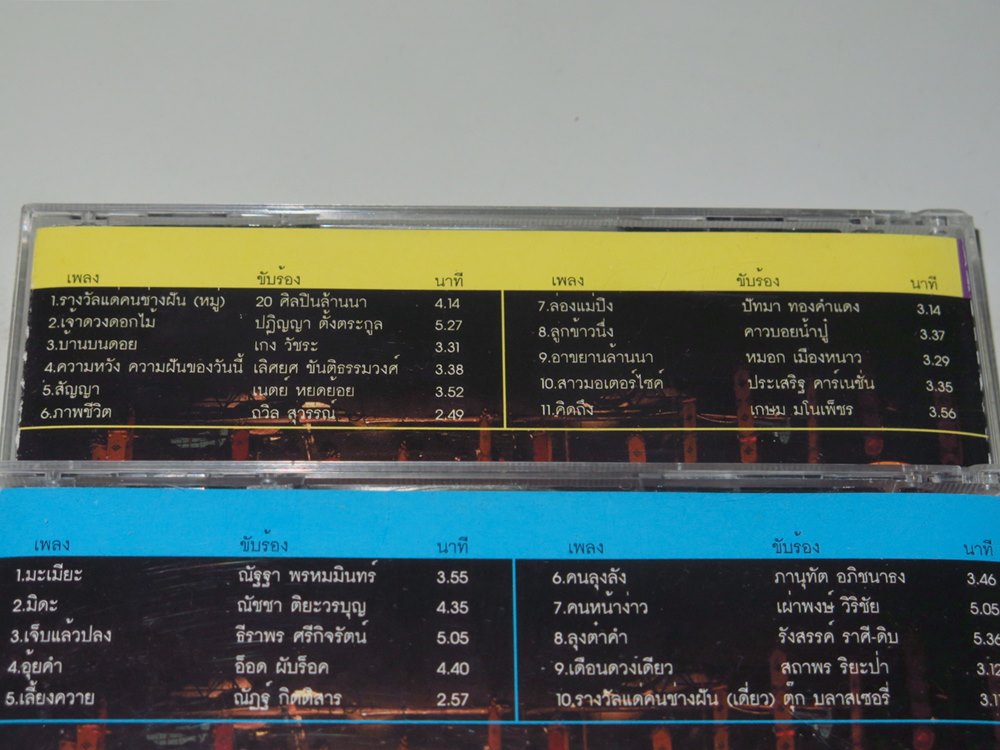 เพลง ขับร้อง นาที เพลง ขับร้อง นาที
1.รางวัลแด่คนช่างฝัน (หมู่) 20 ศิลปินล้านนา 4.14 7.ล่องแม่ปิง ปัทมา ทองคำแดง 3.14
2.เจ้าดวงดอกไม้ ปฏิญญา ตั้งตระกูล 5.27 8.ลูกข้าวนึ่ง คาวบอยน้ำปู๋ 3.37
3.บ้านบนดอย เก่ง วัชระ 3.31 9.อาขยานล้านนา หมอก เมืองหนาว 3.29
4.ความหวัง ความฝันของวันนี้ เลิศยศ ขันติธรรมวงศ์ 3.38 10.สาวมอเตอร์ไซค์ ประเสริฐ คาร์เนชั่น 3.35
5.สัญญา เนตย์ หยดย้อย 3.52 11.คิดถึง เกษม มโนเพ็ชร 3.56
6.ภาพชีวิต ถวิล สุวรรณ์ 2.49
เพลง ขับร้อง นาที เพลง ขับร้อง นาที
1.มะเมียะ ณัฐฐา พรหมมินทร์ 3.55 6.คนลุงลัง ภานุทัต อภิชนาธง 3.46
2.มิดะ ณัชชา ติยะวรบุญ 4.35 7.คนหน้าง่าว เผ่าพงษ์ วิริชัย 5.05
3.เจ็บแล้วปลง ธีราพร ศรีกิจรัตน์ 5.05 8.ลุงต๋าคำ รังสรรค์ ราศี-ดิบ 5.36
4.อุ๊ยคำ อ๊อด ผับร็อค 4.40 9.เดือนดวงเดียว สถาพร ริยะป่า 3.12
5.เลี้ยงควาย ณัฏฐ์ กิตติสาร 2.57 10.รางวัลแด่คนช่างฝัน (เดี่ยว) ตุ๊ก บลาสเซอรี่